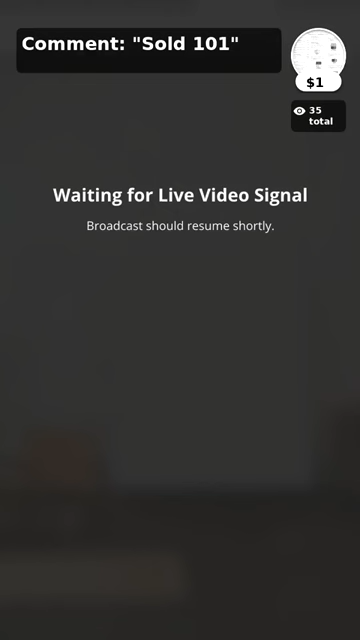 Comment: "Sold 101"
$1
35
total
Waiting for Live Video Signal
Broadcast should resume shortly.